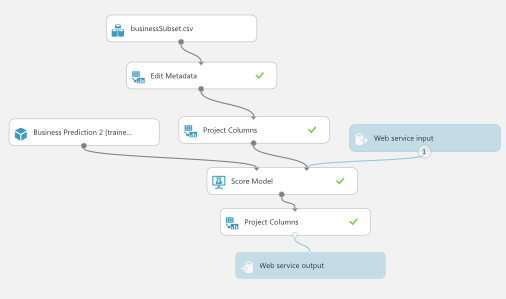 businessSubset.csv
Edit Metadata
Project Columns
Business Prediction 2 [traine...
Web service input
1
Score Model
Project Columns
Web service output